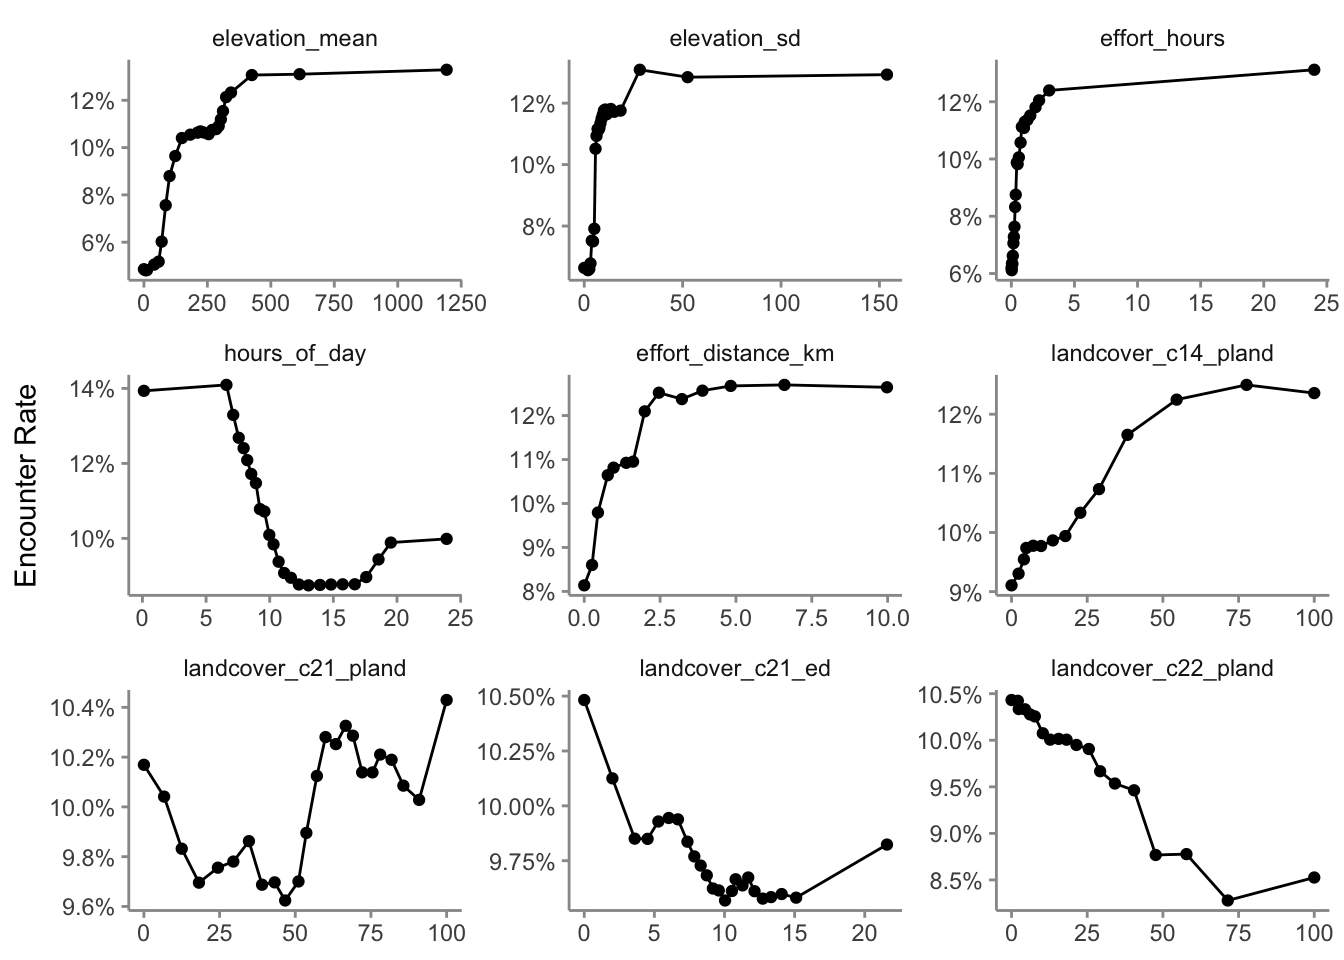 elevation_mean
12%
10%
8%
6%
0 250 500 750 1000 1250
elevation_sd
12%
10%
8%
0 50 100 150
effort_hours
12%
10%
8%
6%
0 5 10 15 20 25
Encounter Rate
hours_of_day
14%
12%
10%
0 5 10 15 20 25
effort_distance_km
12%
11%
10%
9%
8%
0.0 2.5 5.0 7.5 10.0
landcover_c14_pland
12%
11%
10%
9%
0 25 50 75 100
landcover_c21_pland
10.4%
10.2%
10.0%
9.8%
9.6%
0 25 50 75 100
landcover_c21_ed
10.50%
10.25%
10.00%
9.75%
0 5 10 15 20
landcover_c22_pland
10.5%
10.0%
9.5%
9.0%
8.5%
0 25 50 75 100